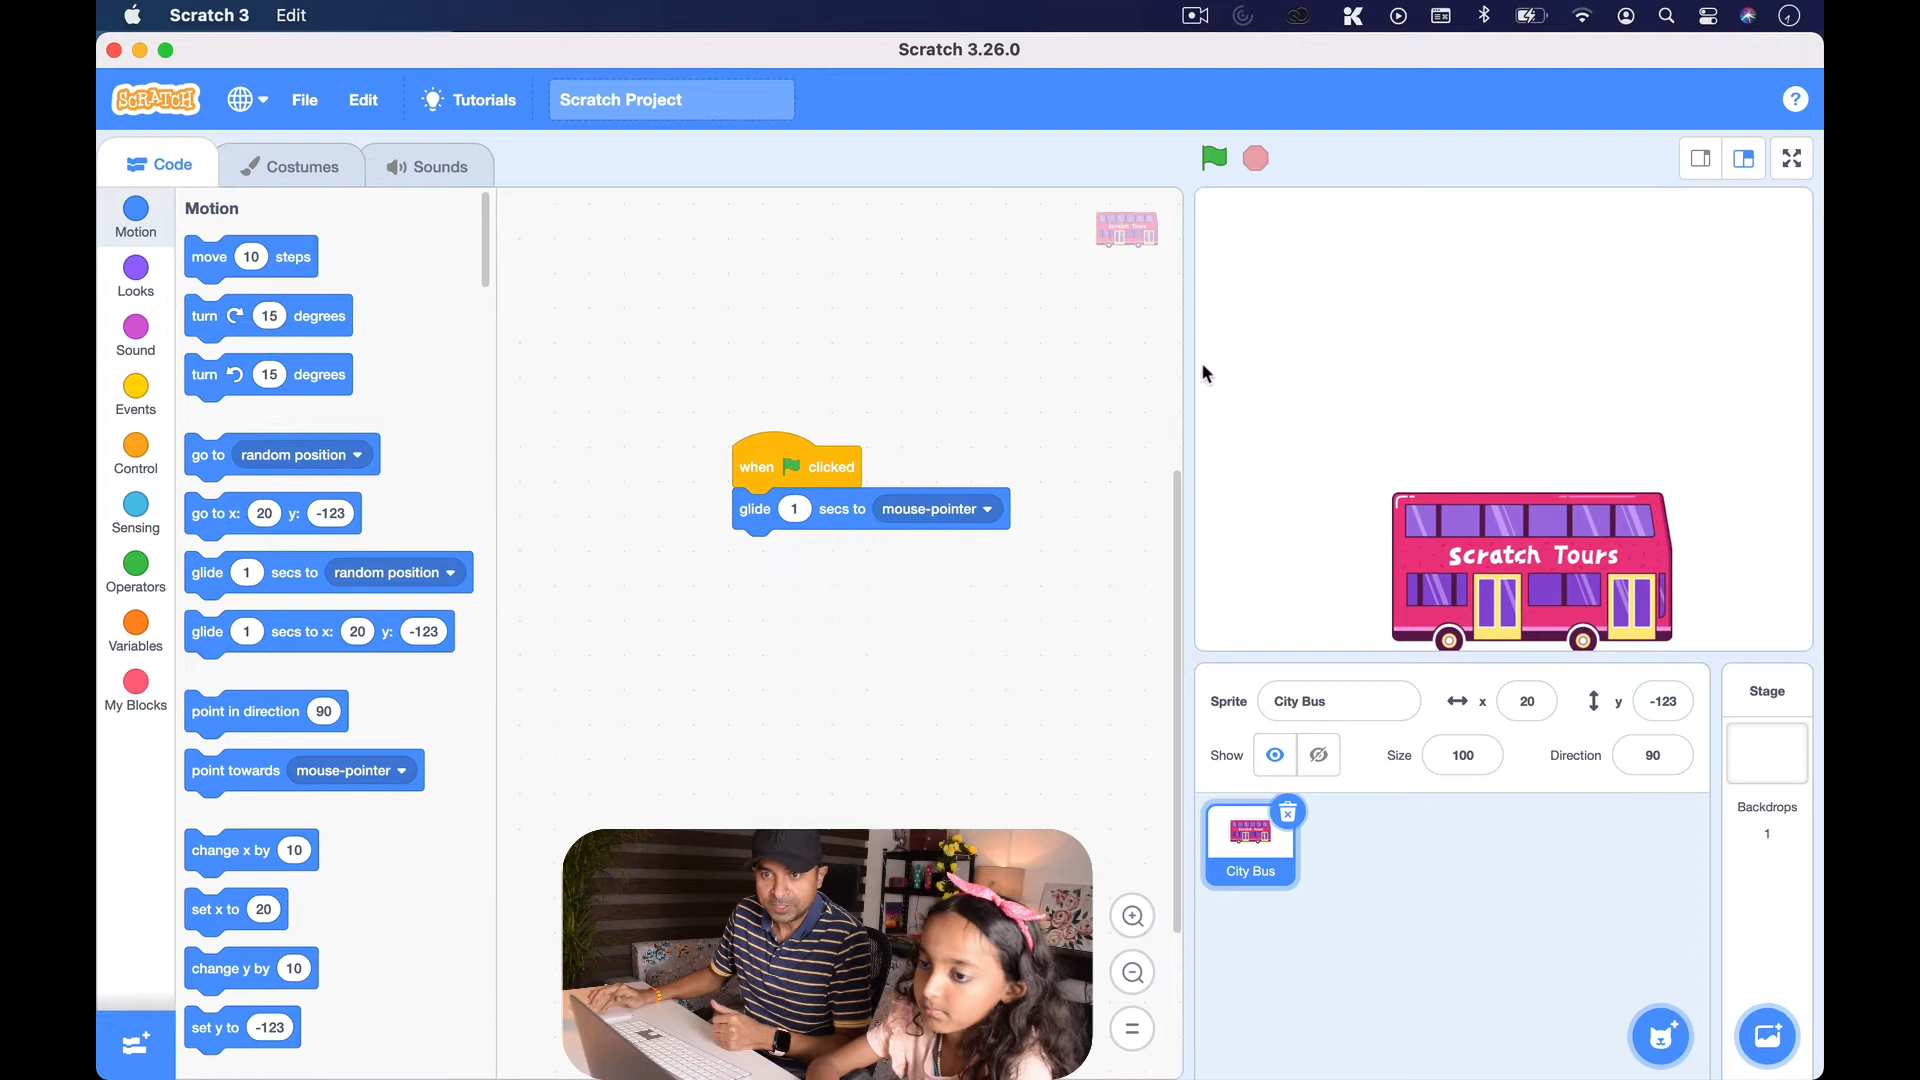 Scratch 3 Edit
Scratch 3.26.0
SCRATCH File Edit Tutorials Scratch Project ?
Code Costumes Sounds
Motion
Looks
Sound
Events
Control
Sensing
Operators
Variables
My Blocks
Motion
move 10 steps
turn 15 degrees
turn 15 degrees
go to random position
go to x: 20 y: -123
glide 1 secs to random position
glide 1 secs to x: 20 y: -123
point in direction 90
point towards mouse-pointer
change x by 10
set x to 20
change y by 10
set y to -123
when clicked
glide 1 secs to mouse-pointer
Scratch Tours
Scratch Tours
Sprite City Bus x 20 y -123
Show Size 100 Direction 90
City Bus
Stage
Backdrops
1